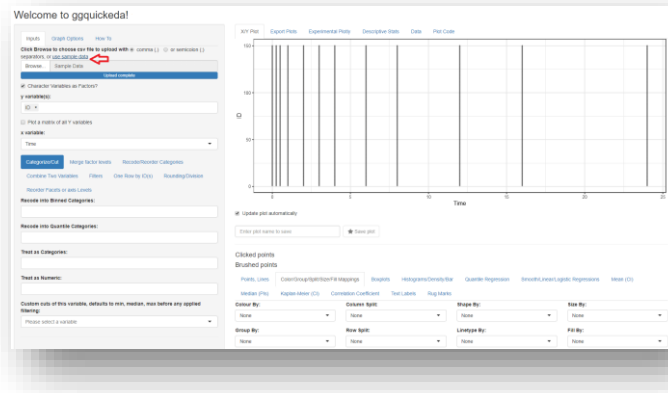 Welcome to ggquickeda!
Inputs Graph Options How To
Click Browse to choose csv file to upload with comma (,) or semicolon (;)
separators, or use sample data
Browse... Sample Data
Upload complete
Character Variables as Factors?
y variable(s):
ID
Plot a matrix of all Y variables
x variable:
Time
Categorize/Cut Merge factor levels Recode/Reorder Categories
Combine Two Variables Filters One Row by ID(s) Rounding/Division
Reorder Facets or axis Levels
Recode into Binned Categories:
Recode into Quantile Categories:
Treat as Categories:
Treat as Numeric:
Custom cuts of this variable, defaults to min, median, max before any applied
filtering:
Please select a variable
X/Y Plot Export Plots Experimental Plotly Descriptive Stats Data Plot Code
150
100
50
0
ID
0 5 10 15 20 25
Time
Update plot automatically
Enter plot name to save Save plot
Clicked points
Brushed points
Points, Lines Color/Group/Split/Size/Fill Mappings Boxplots Histograms/Density/Bar Quantile Regression Smooth/Linear/Logistic Regressions Mean (CI)
Median (PIs) Kaplan-Meier (CI) Correlation Coefficient Text Labels Rug Marks
Colour By: Column Split: Shape By: Size By:
None None None None
Group By: Row Split: Linetype By: Fill By:
None None None None